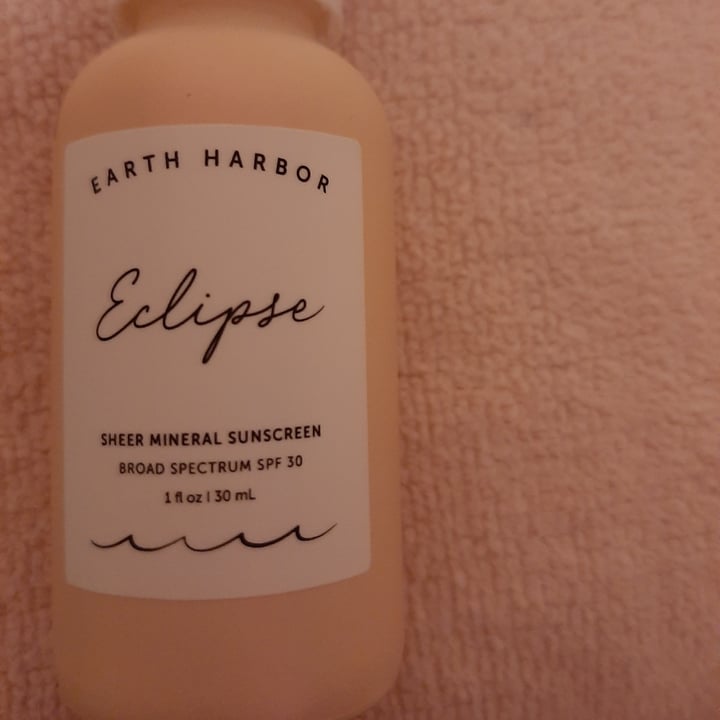 EARTH HARBOR
Eclipse
SHEER MINERAL SUNSCREEN
BROAD SPECTRUM SPF 30
1 fl oz | 30 mL